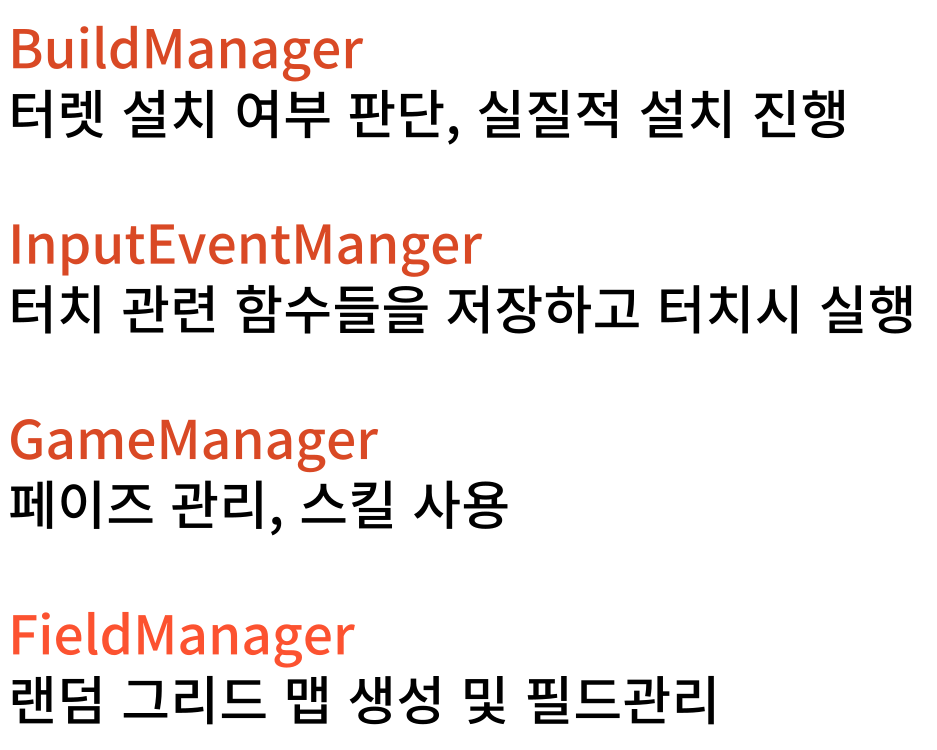 BuildManager
터렛 설치 여부 판단, 실질적 설치 진행
InputEventManger
터치 관련 함수들을 저장하고 터치시 실행
GameManager
페이즈 관리, 스킬 사용
FieldManager
랜덤 그리드 맵 생성 및 필드관리